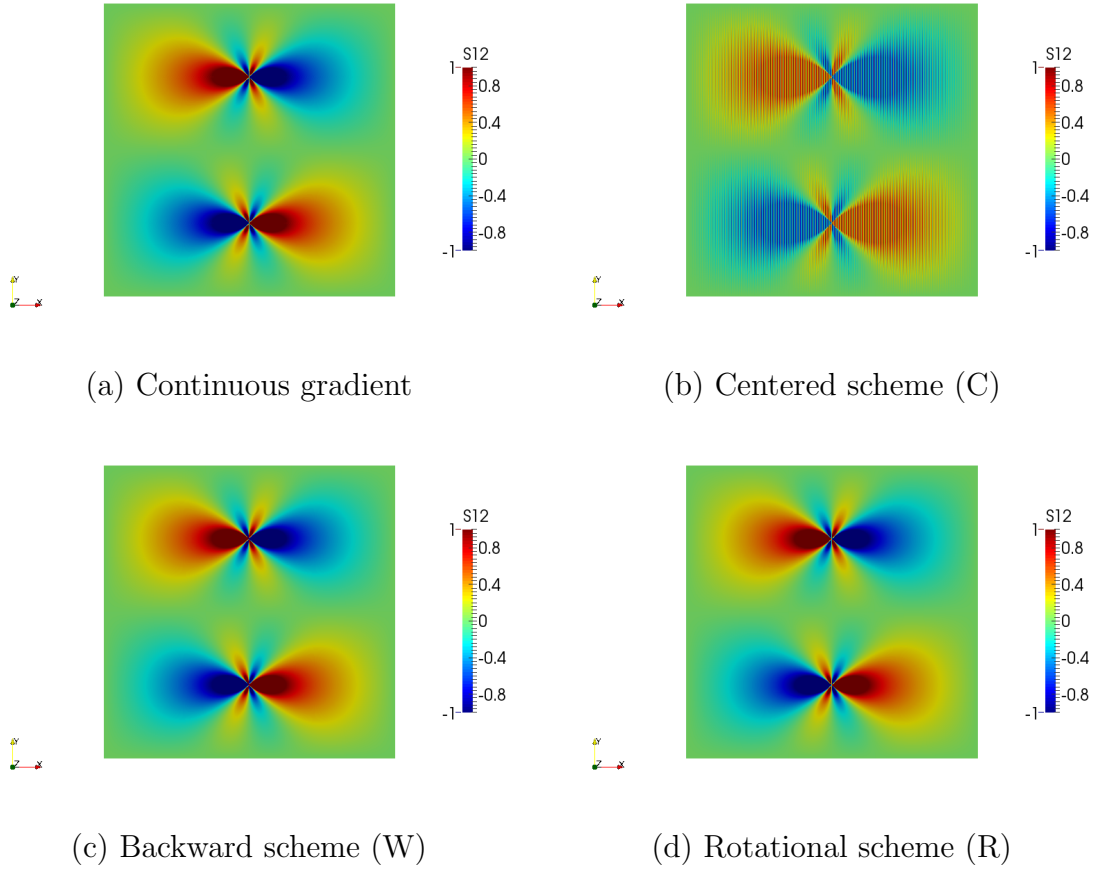 S12
1
0.8
0.4
0
-0.4
-0.8
-1
Y
Z X
(a) Continuous gradient
S12
1
0.8
0.4
0
-0.4
-0.8
-1
Y
Z X
(b) Centered scheme (C)
S12
1
0.8
0.4
0
-0.4
-0.8
-1
Y
Z X
(c) Backward scheme (W)
S12
1
0.8
0.4
0
-0.4
-0.8
-1
Y
Z X
(d) Rotational scheme (R)